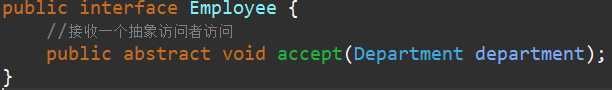 public interface Employee {
    //接收一个抽象访问者访问
    public abstract void accept(Department department);
}